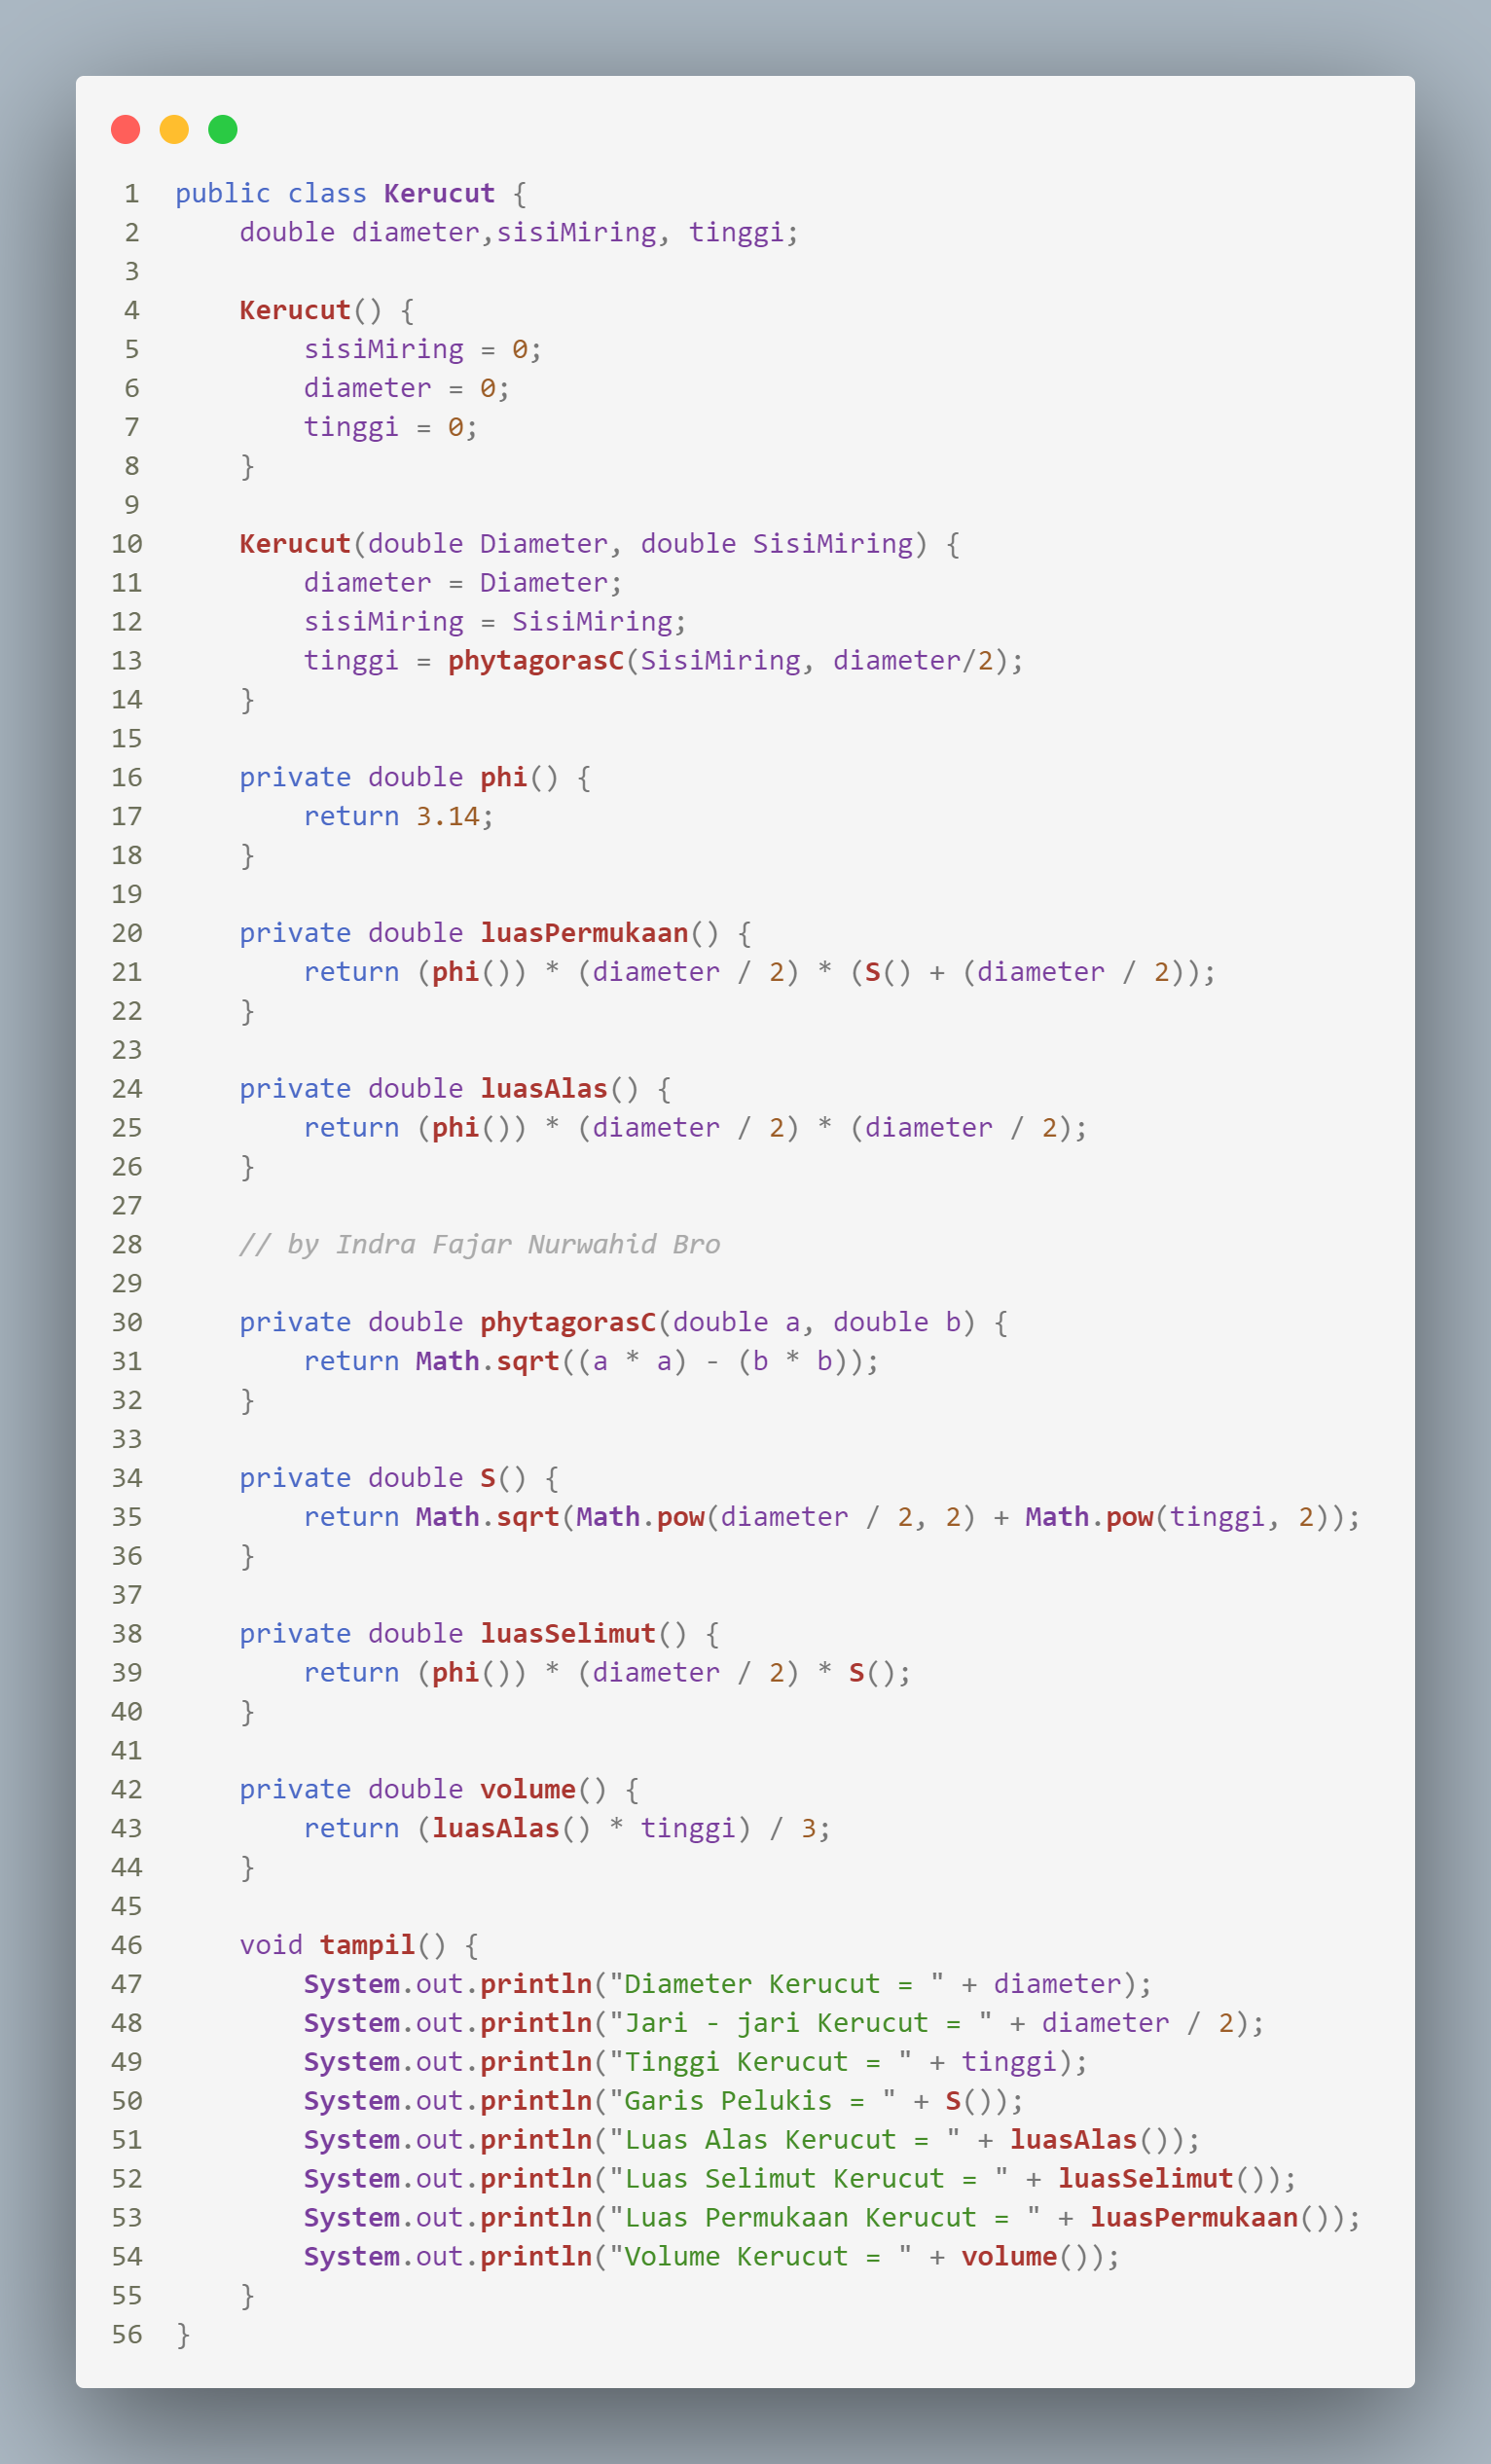 1 public class Kerucut {
2     double diameter,sisiMiring, tinggi;
3
4     Kerucut() {
5         sisiMiring = 0;
6         diameter = 0;
7         tinggi = 0;
8     }
9
10     Kerucut(double Diameter, double SisiMiring) {
11         diameter = Diameter;
12         sisiMiring = SisiMiring;
13         tinggi = phytagorasC(SisiMiring, diameter/2);
14     }
15
16     private double phi() {
17         return 3.14;
18     }
19
20     private double luasPermukaan() {
21         return (phi()) * (diameter / 2) * (S() + (diameter / 2));
22     }
23
24     private double luasAlas() {
25         return (phi()) * (diameter / 2) * (diameter / 2);
26     }
27
28     // by Indra Fajar Nurwahid Bro
29
30     private double phytagorasC(double a, double b) {
31         return Math.sqrt((a * a) - (b * b));
32     }
33
34     private double S() {
35         return Math.sqrt(Math.pow(diameter / 2, 2) + Math.pow(tinggi, 2));
36     }
37
38     private double luasSelimut() {
39         return (phi()) * (diameter / 2) * S();
40     }
41
42     private double volume() {
43         return (luasAlas() * tinggi) / 3;
44     }
45
46     void tampil() {
47         System.out.println("Diameter Kerucut = " + diameter);
48         System.out.println("Jari - jari Kerucut = " + diameter / 2);
49         System.out.println("Tinggi Kerucut = " + tinggi);
50         System.out.println("Garis Pelukis = " + S());
51         System.out.println("Luas Alas Kerucut = " + luasAlas());
52         System.out.println("Luas Selimut Kerucut = " + luasSelimut());
53         System.out.println("Luas Permukaan Kerucut = " + luasPermukaan());
54         System.out.println("Volume Kerucut = " + volume());
55     }
56 }